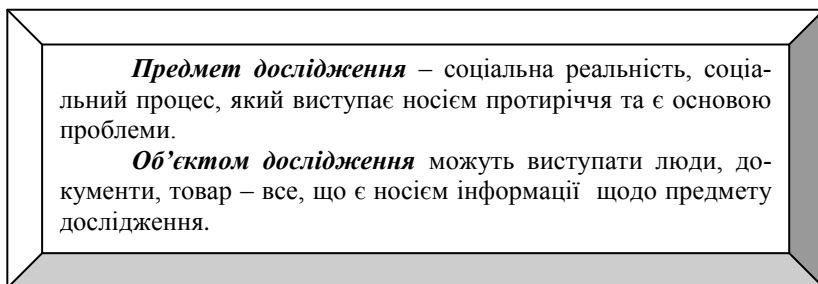 Предмет дослідження – соціальна реальність, соціа-
льний процес, який виступає носієм протиріччя та є основою
проблеми.
Об’єктом дослідження можуть виступати люди, до-
кументи, товар – все, що є носієм інформації щодо предмету
дослідження.